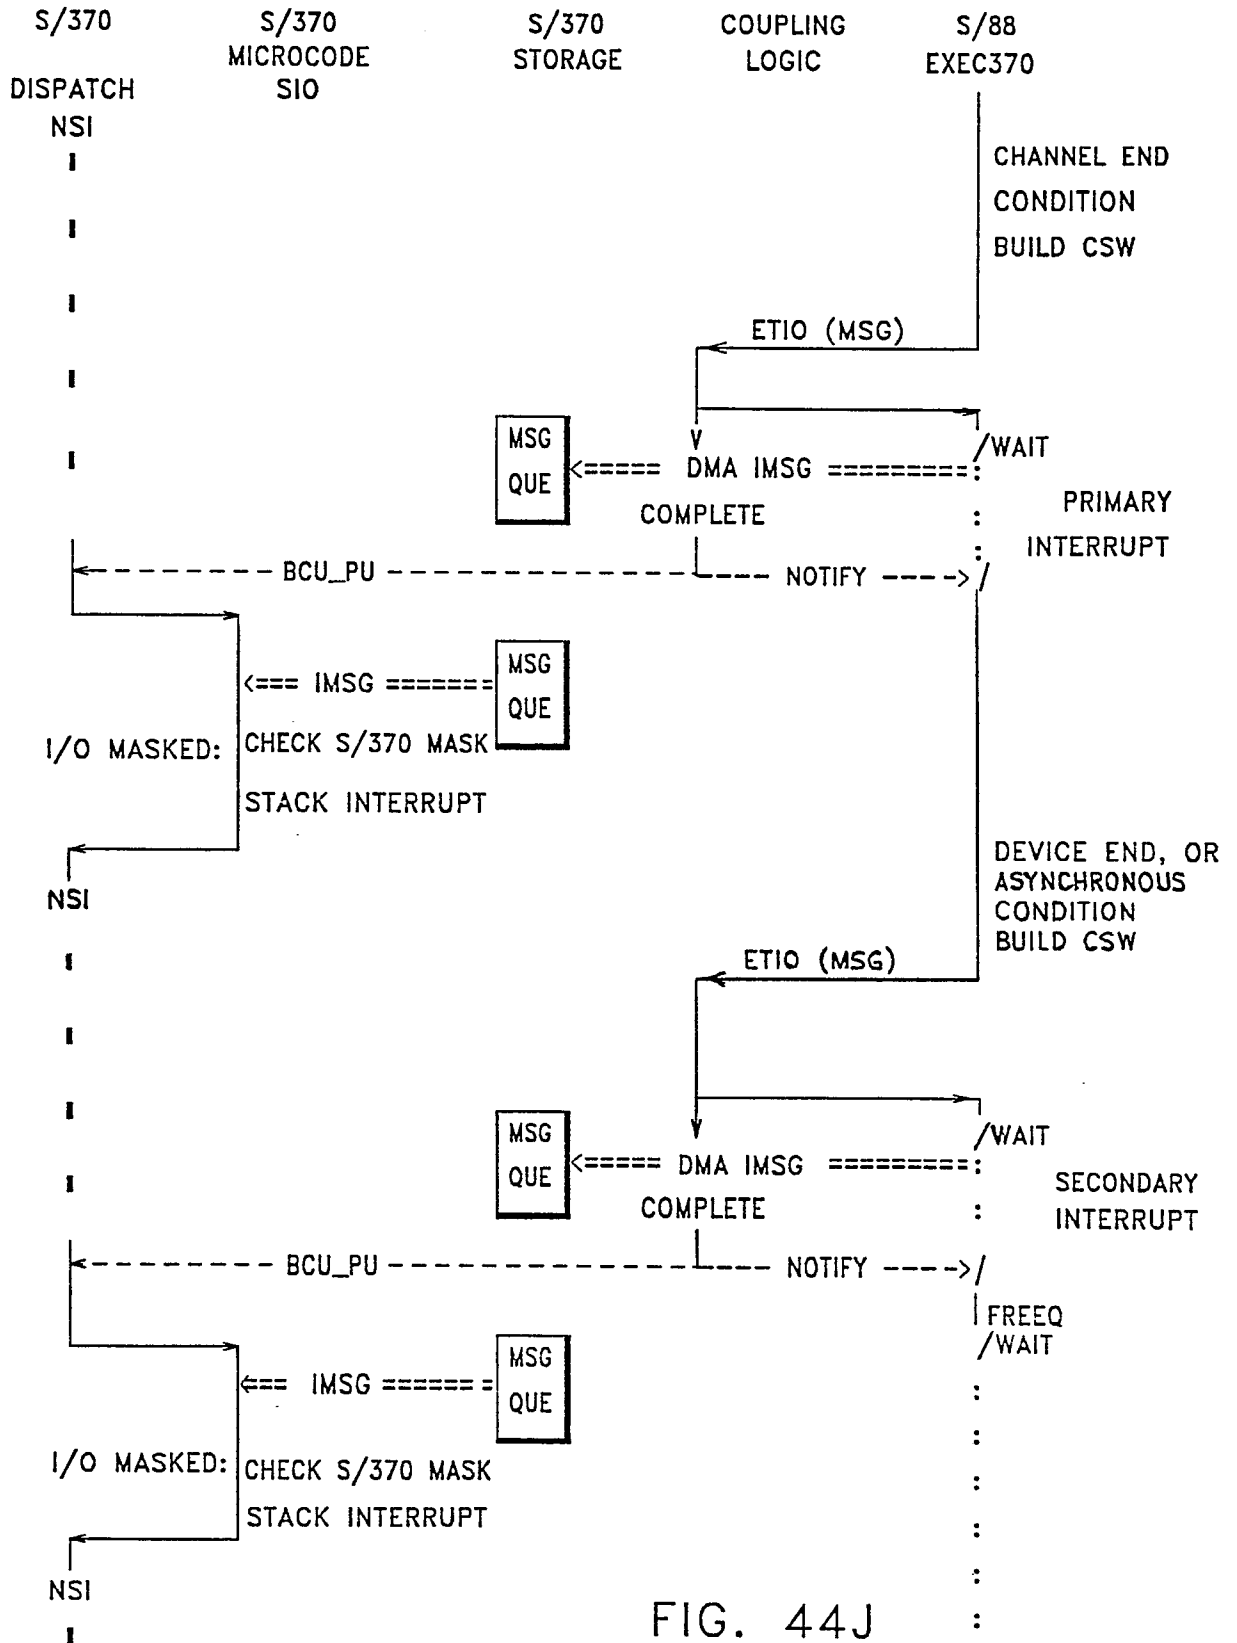 S/370 S/370 S/370 COUPLING S/88
MICROCODE STORAGE LOGIC EXEC370
DISPATCH SIO
NSI
CHANNEL END
CONDITION
BUILD CSW
ETIO (MSG)
MSG
QUE
/WAIT
<===== DMA IMSG =========:
COMPLETE
PRIMARY
INTERRUPT
BCU_PU
NOTIFY
MSG
QUE
<=== IMSG =======
I/O MASKED: CHECK S/370 MASK
STACK INTERRUPT
NSI
DEVICE END, OR
ASYNCHRONOUS
CONDITION
BUILD CSW
ETIO (MSG)
MSG
QUE
/WAIT
<===== DMA IMSG =========:
COMPLETE
SECONDARY
INTERRUPT
BCU_PU
NOTIFY
FREEQ
/WAIT
MSG
QUE
<=== IMSG =======
I/O MASKED: CHECK S/370 MASK
STACK INTERRUPT
NSI
FIG. 44J